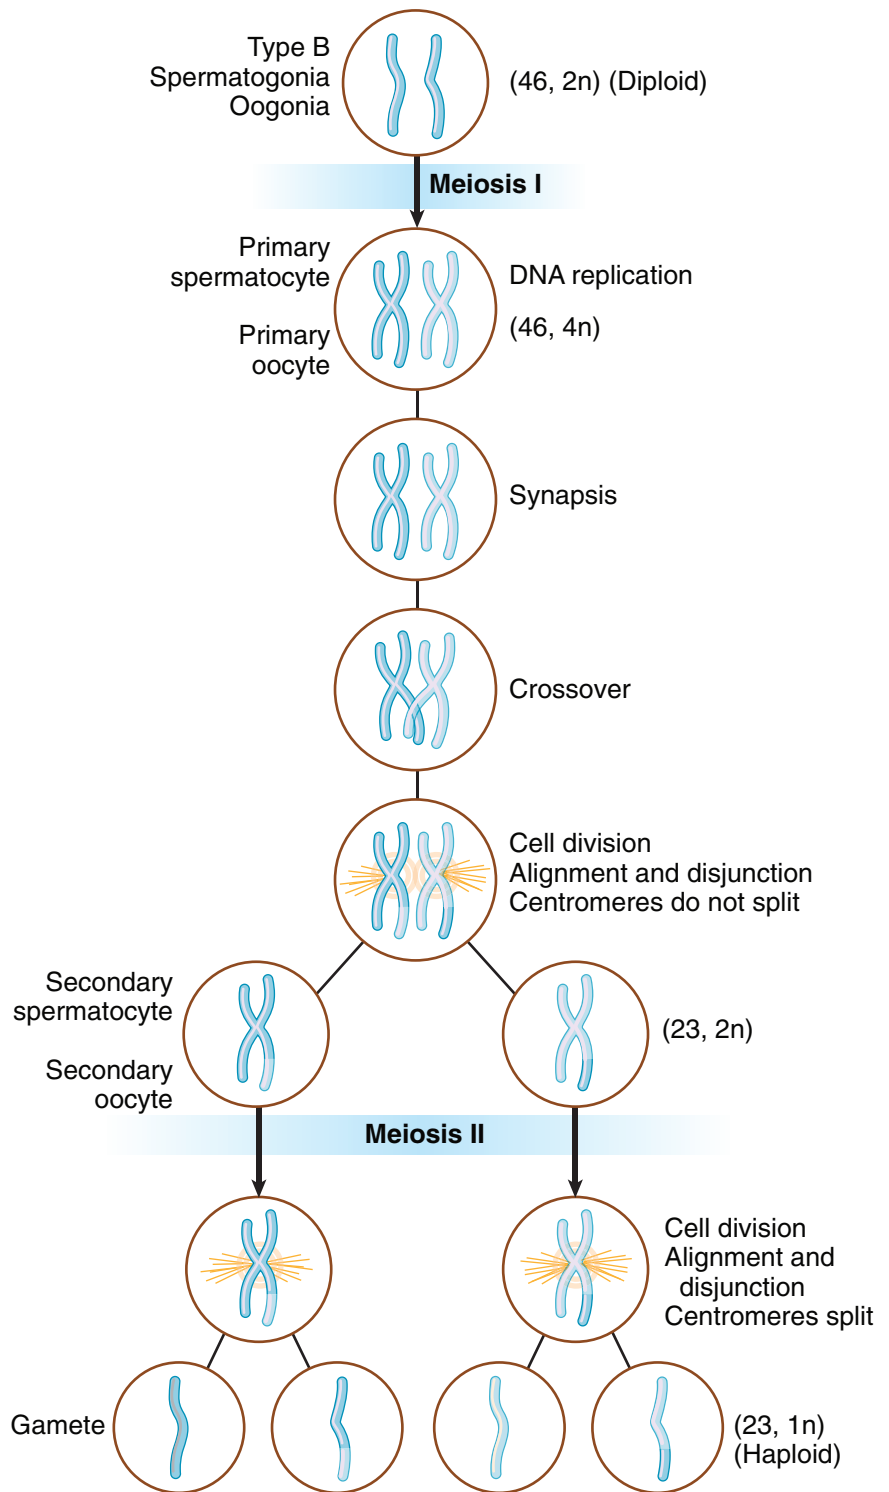 Type B
Spermatogonia
Oogonia
(46, 2n) (Diploid)
Meiosis I
Primary
spermatocyte
Primary
oocyte
DNA replication
(46, 4n)
Synapsis
Crossover
Cell division
Alignment and disjunction
Centromeres do not split
Secondary
spermatocyte
Secondary
oocyte
(23, 2n)
Meiosis II
Cell division
Alignment and
disjunction
Centromeres split
Gamete
(23, 1n)
(Haploid)